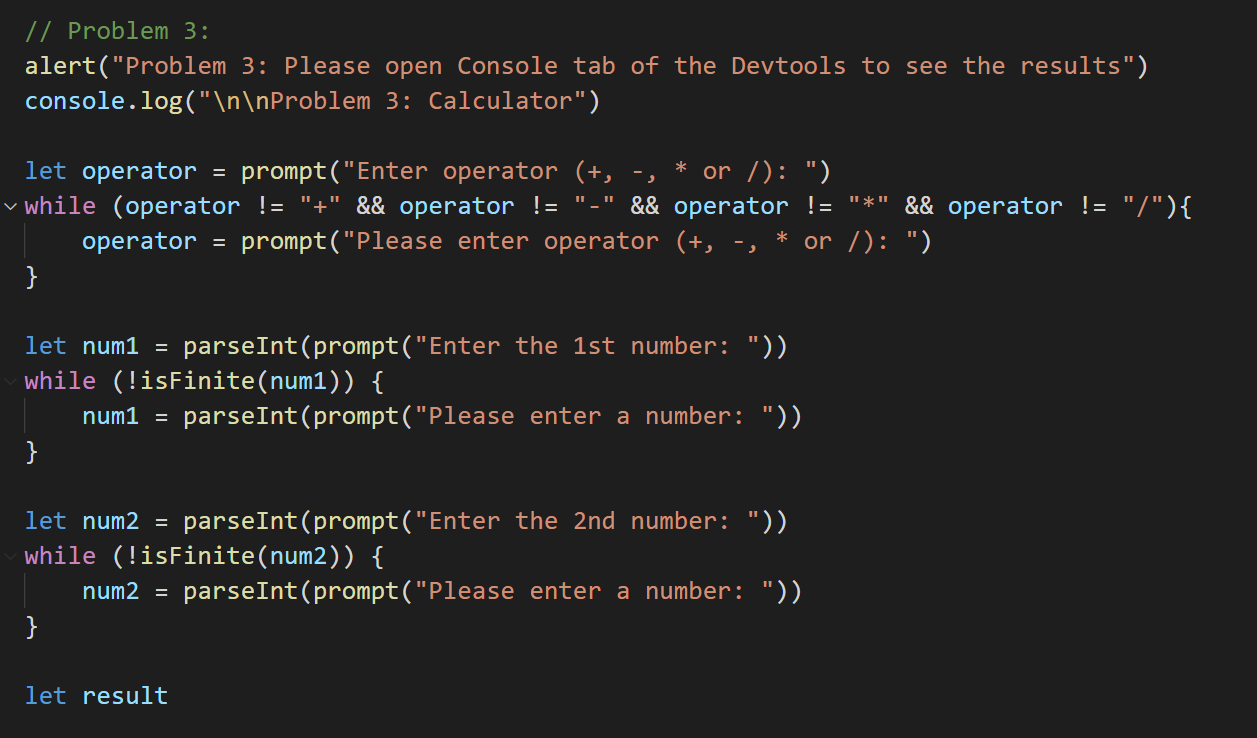 // Problem 3:
alert("Problem 3: Please open Console tab of the Devtools to see the results")
console.log("\n\nProblem 3: Calculator")

let operator = prompt("Enter operator (+, -, * or /): ")
while (operator != "+" && operator != "-" && operator != "*" && operator != "/"){
    operator = prompt("Please enter operator (+, -, * or /): ")
}

let num1 = parseInt(prompt("Enter the 1st number: "))
while (!isFinite(num1)) {
    num1 = parseInt(prompt("Please enter a number: "))
}

let num2 = parseInt(prompt("Enter the 2nd number: "))
while (!isFinite(num2)) {
    num2 = parseInt(prompt("Please enter a number: "))
}

let result